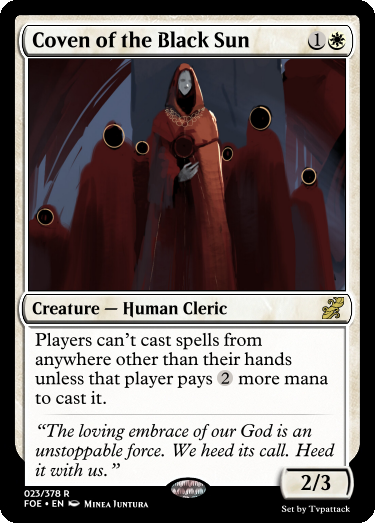 Coven of the Black Sun 1
Creature — Human Cleric
Players can't cast spells from
anywhere other than their hands
unless that player pays 2 more mana
to cast it.
“The loving embrace of our God is an
unstoppable force. We heed its call. Heed
it with us.”
023/378 R
FOE • EN Minea Juntura
2/3
Set by Tvpattack